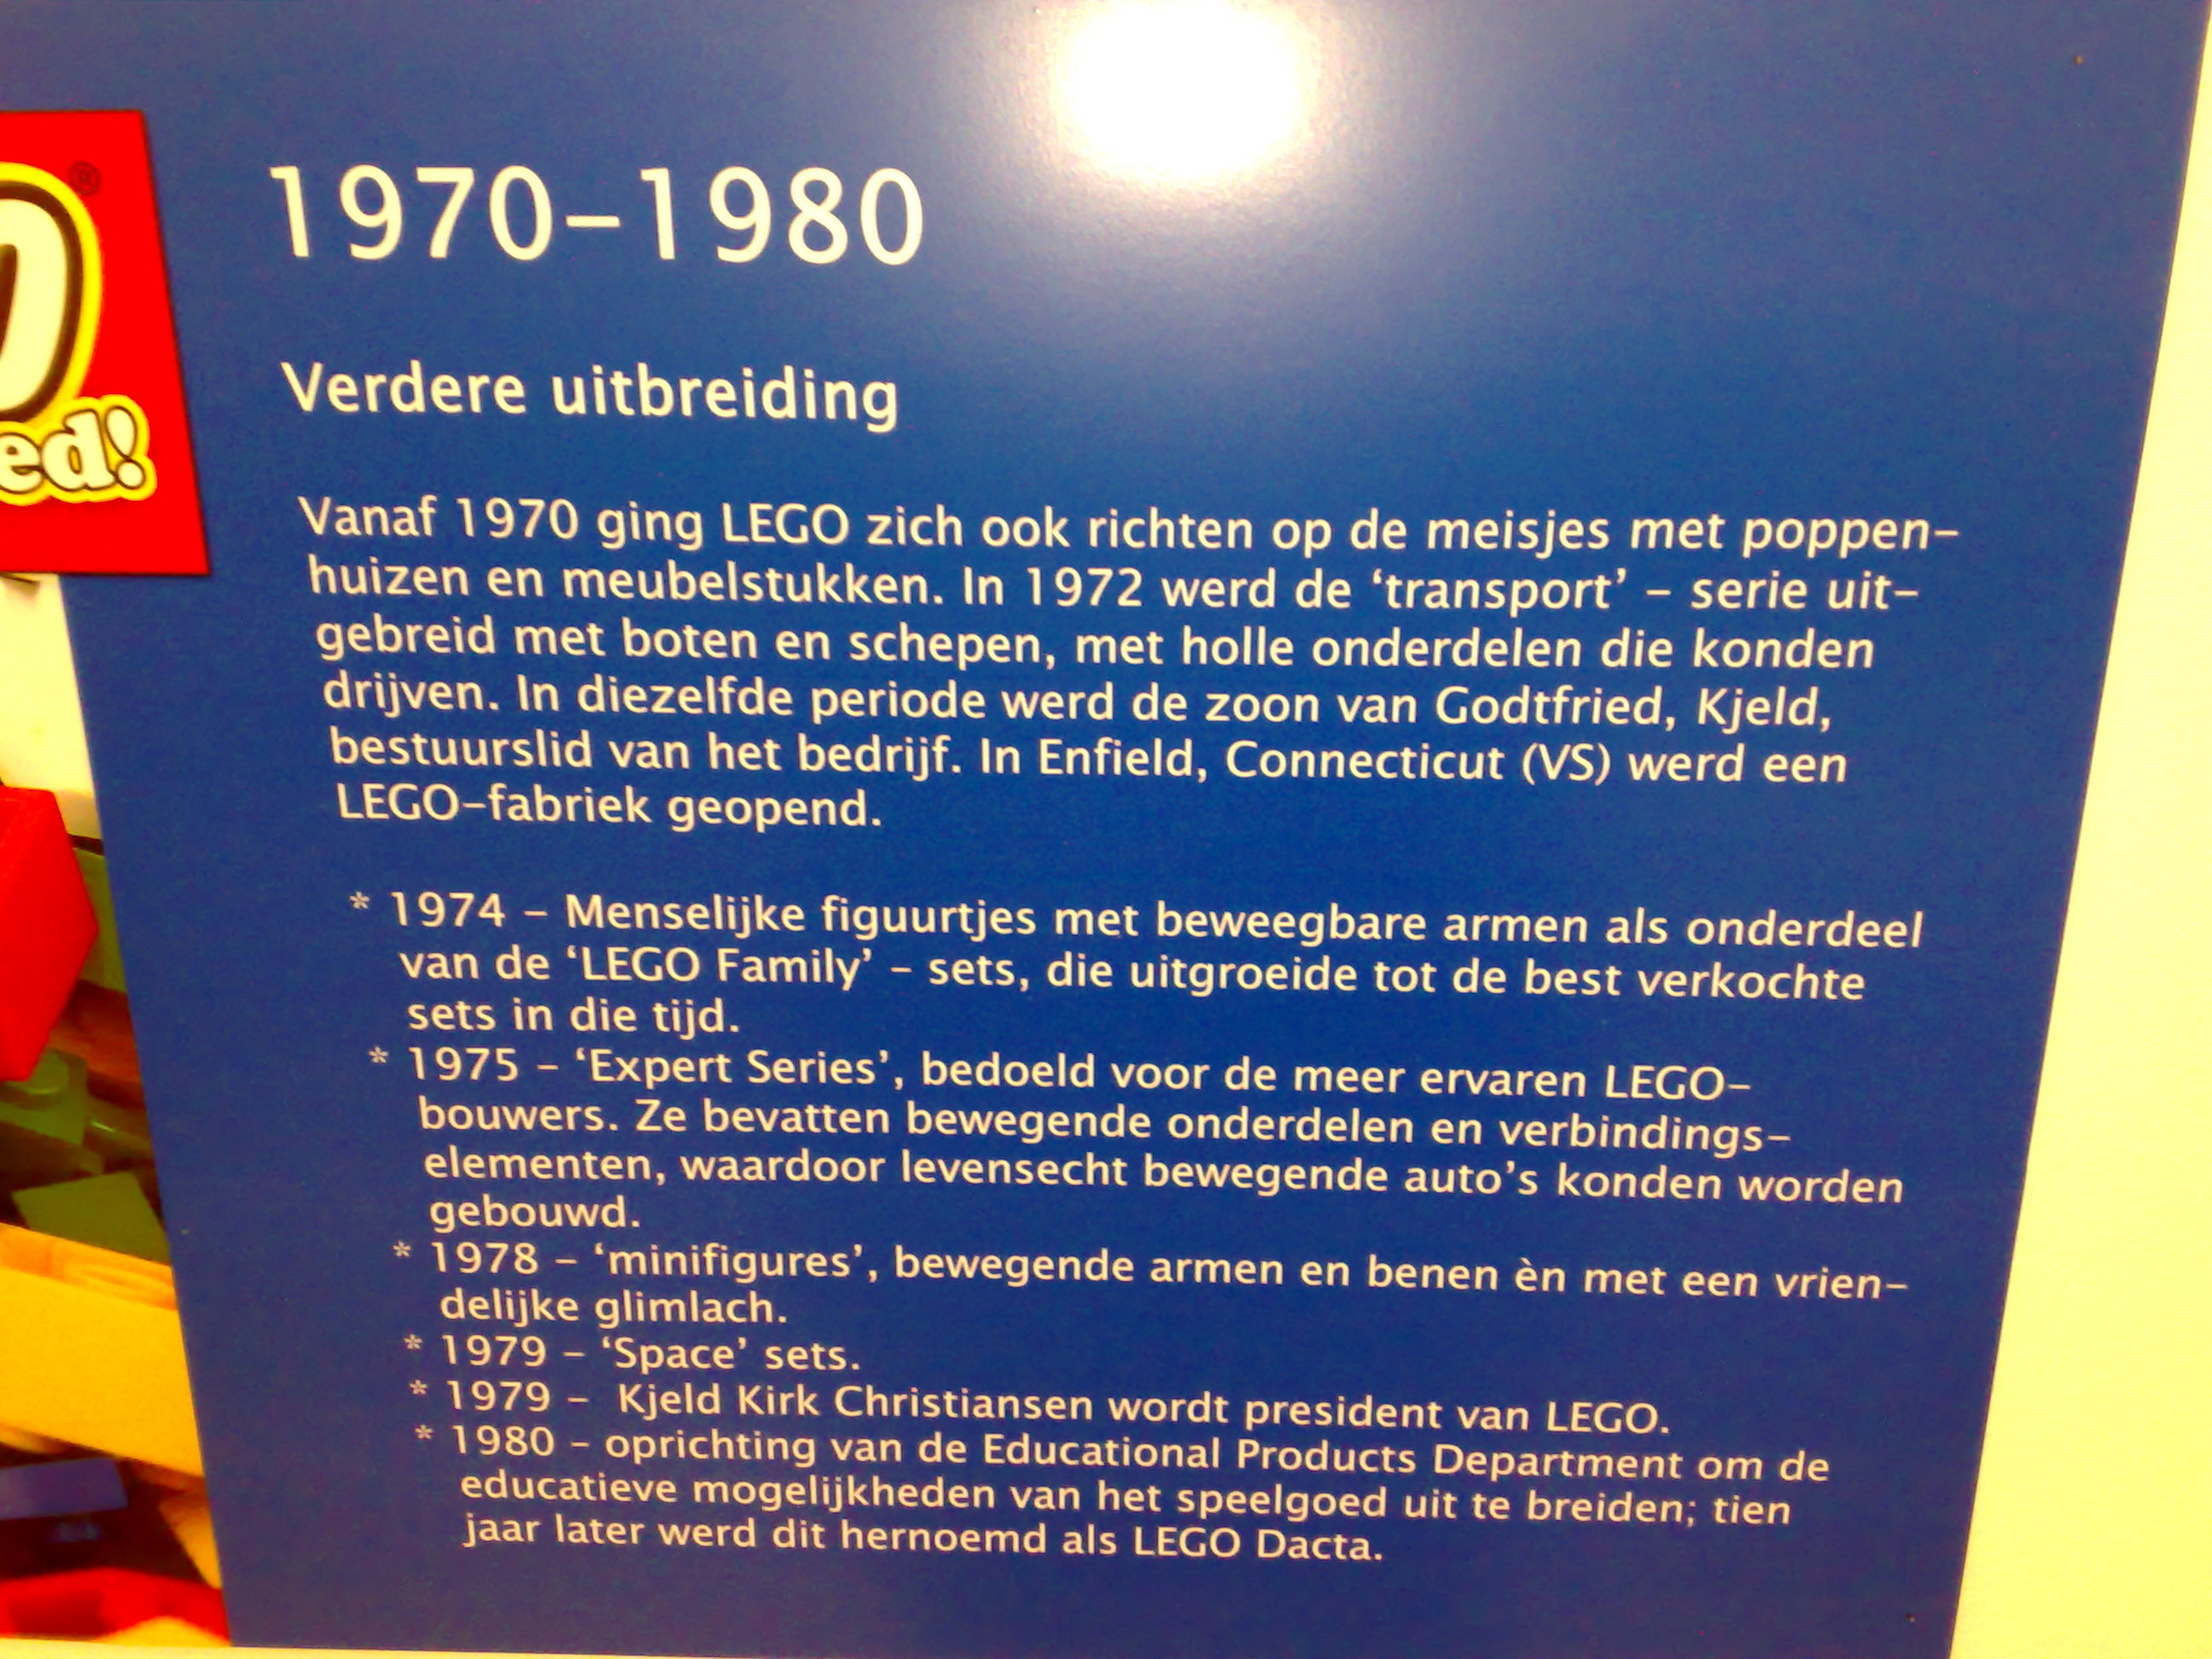 ®
ed!
1970-1980
Verdere uitbreiding
Vanaf 1970 ging LEGO zich ook richten op de meisjes met poppen-
huizen en meubelstukken. In 1972 werd de ‘transport’ - serie uit-
gebreid met boten en schepen, met holle onderdelen die konden
drijven. In diezelfde periode werd de zoon van Godtfried, Kjeld,
bestuurslid van het bedrijf. In Enfield, Connecticut (VS) werd een
LEGO-fabriek geopend.
* 1974 - Menselijke figuurtjes met beweegbare armen als onderdeel
van de ‘LEGO Family’ - sets, die uitgroeide tot de best verkochte
sets in die tijd.
* 1975 - ‘Expert Series’, bedoeld voor de meer ervaren LEGO-
bouwers. Ze bevatten bewegende onderdelen en verbindings-
elementen, waardoor levensecht bewegende auto’s konden worden
gebouwd.
* 1978 - ‘minifigures’, bewegende armen en benen èn met een vrien-
delijke glimlach.
* 1979 - ‘Space’ sets.
* 1979 - Kjeld Kirk Christiansen wordt president van LEGO.
* 1980 - oprichting van de Educational Products Department om de
educatieve mogelijkheden van het speelgoed uit te breiden; tien
jaar later werd dit hernoemd als LEGO Dacta.